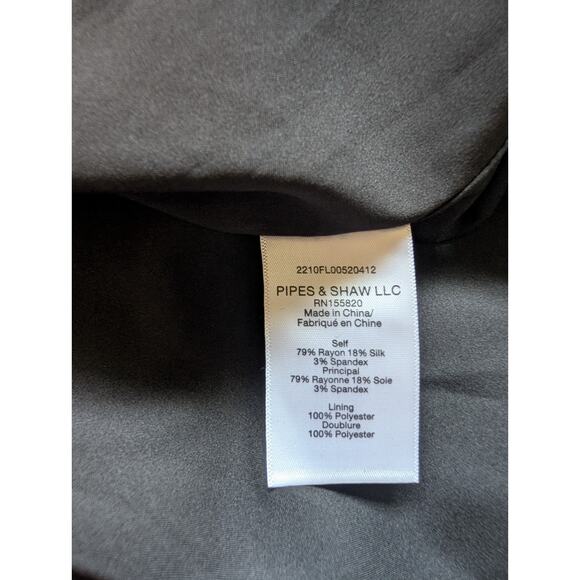 2210FL00520412
PIPES & SHAW LLC
RN155820
Made in China/
Fabriqué en Chine
Self
79% Rayon 18% Silk
3% Spandex
Principal
79% Rayonne 18% Soie
3% Spandex
Lining
100% Polyester
Doublure
100% Polyester